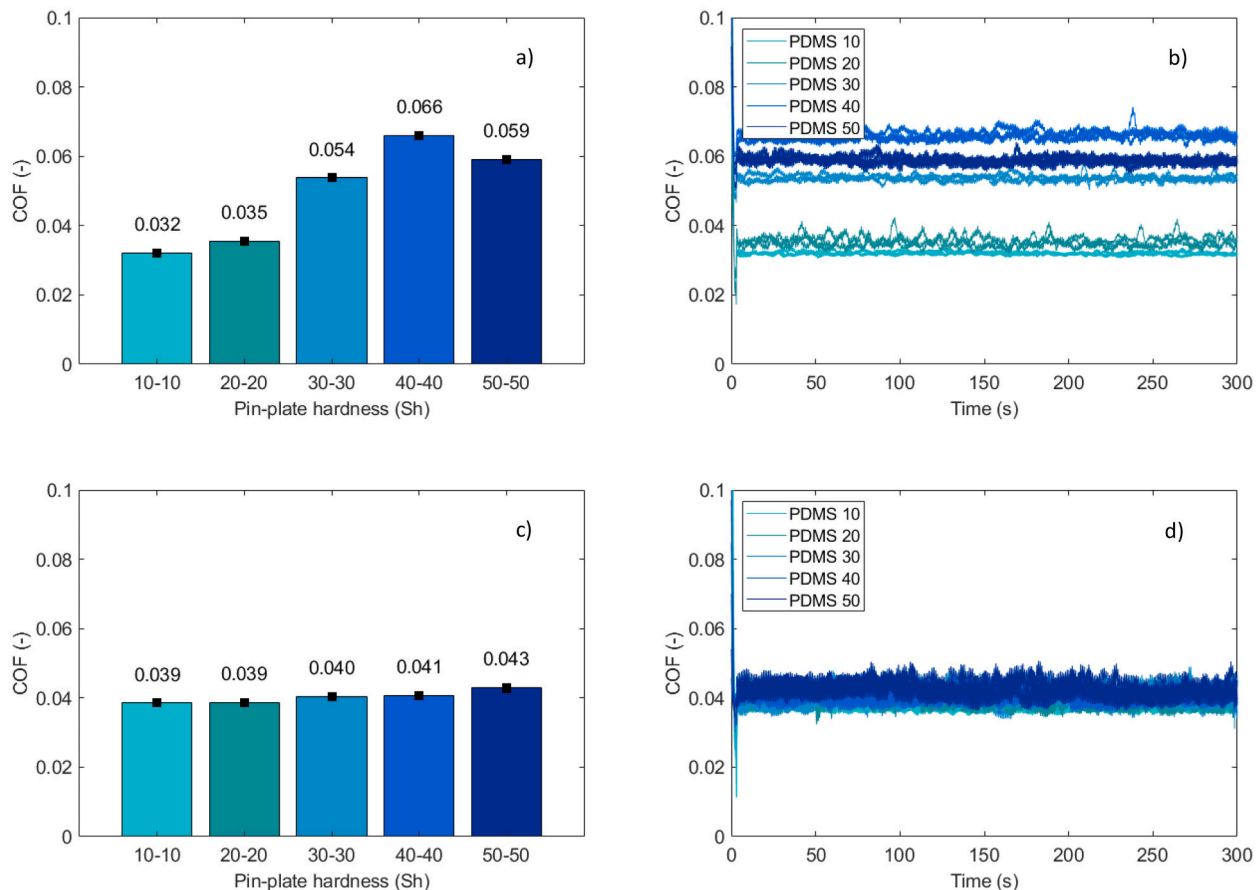 a)
0.1
0.08
0.06
0.04
0.02
0
COF (-)
0.032
0.035
0.054
0.066
0.059
10-10 20-20 30-30 40-40 50-50
Pin-plate hardness (Sh)
b)
0.1
0.08
0.06
0.04
0.02
0
COF (-)
PDMS 10
PDMS 20
PDMS 30
PDMS 40
PDMS 50
0 50 100 150 200 250 300
Time (s)
c)
0.1
0.08
0.06
0.04
0.02
0
COF (-)
0.039
0.039
0.040
0.041
0.043
10-10 20-20 30-30 40-40 50-50
Pin-plate hardness (Sh)
d)
0.1
0.08
0.06
0.04
0.02
0
COF (-)
PDMS 10
PDMS 20
PDMS 30
PDMS 40
PDMS 50
0 50 100 150 200 250 300
Time (s)